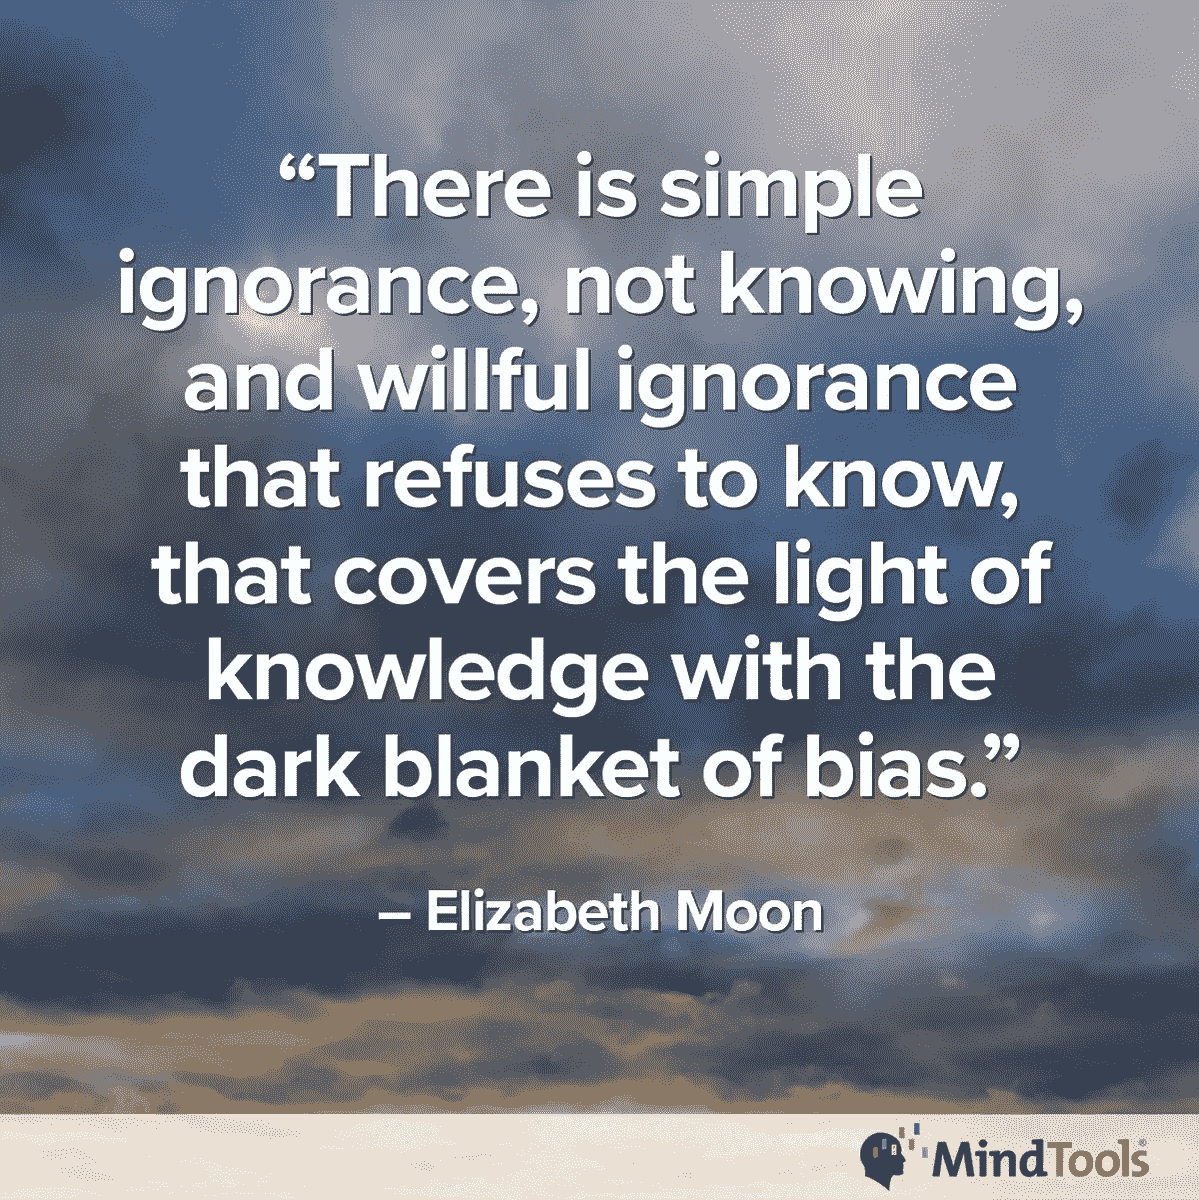 “There is simple
ignorance, not knowing,
and willful ignorance
that refuses to know,
that covers the light of
knowledge with the
dark blanket of bias.”
– Elizabeth Moon
MindTools®